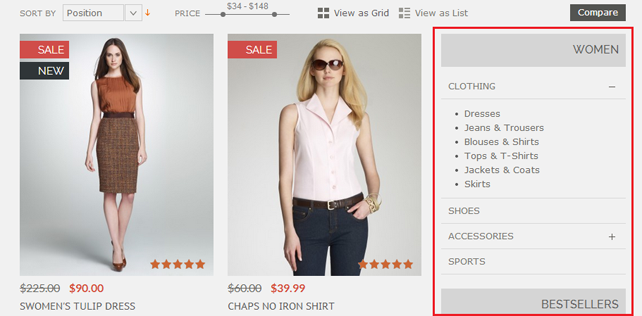 SORT BY Position PRICE $34 - $148 View as Grid View as List Compare
SALE
NEW
$225.00 $90.00
SWOMEN'S TULIP DRESS
SALE
$60.00 $39.99
CHAPS NO IRON SHIRT
WOMEN
CLOTHING −
• Dresses
• Jeans & Trousers
• Blouses & Shirts
• Tops & T-Shirts
• Jackets & Coats
• Skirts
SHOES
ACCESSORIES +
SPORTS
BESTSELLERS